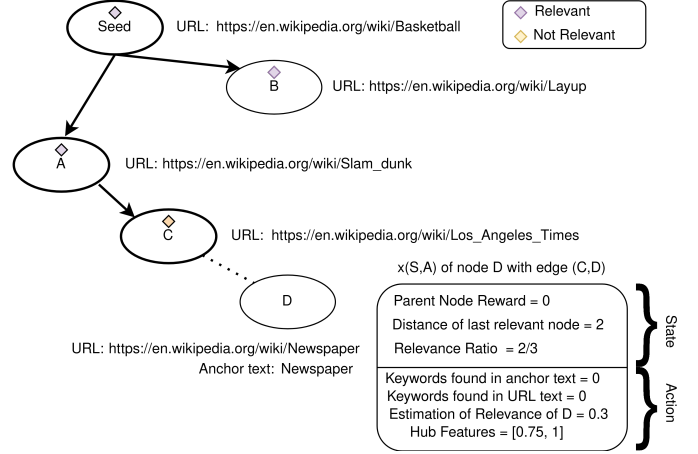 Seed
URL: https://en.wikipedia.org/wiki/Basketball
Relevant
Not Relevant
B
URL: https://en.wikipedia.org/wiki/Layup
A
URL: https://en.wikipedia.org/wiki/Slam_dunk
C
URL: https://en.wikipedia.org/wiki/Los_Angeles_Times
D
URL: https://en.wikipedia.org/wiki/Newspaper
Anchor text: Newspaper
x(S,A) of node D with edge (C,D)
Parent Node Reward = 0
Distance of last relevant node = 2
Relevance Ratio = 2/3
State
Keywords found in anchor text = 0
Keywords found in URL text = 0
Estimation of Relevance of D = 0.3
Hub Features = [0.75, 1]
Action